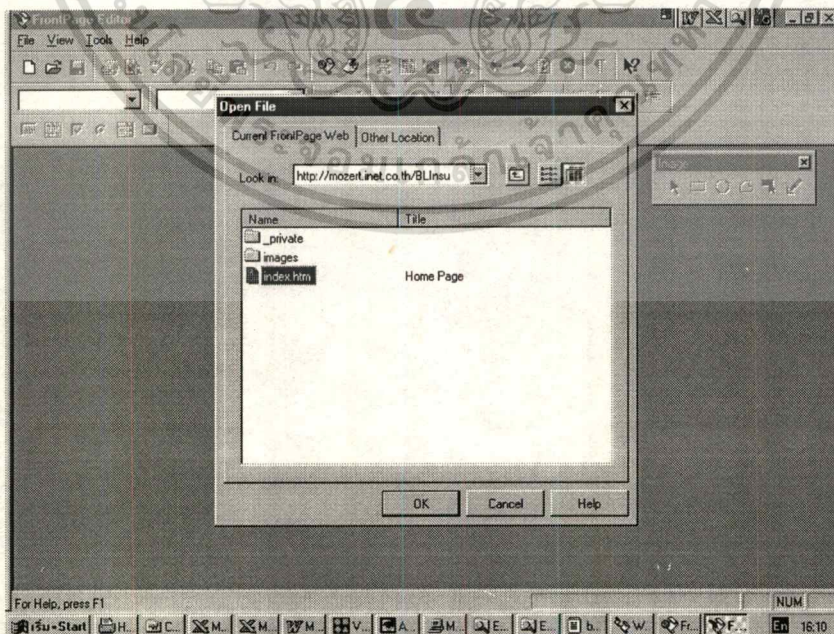 FrontPage Editor
File View Tools Help
Open File
Current FrontPage Web Other Location
Look in: http://mozert.inet.co.th/BLInsu
Image
Name Title
_private
images
index.htm Home Page
OK Cancel Help
For Help, press F1 NUM
เริ่ม-Start H.. C.. M.. M.. M.. V.. A.. M.. E.. E.. b.. W.. Fr.. F.. En 16:10